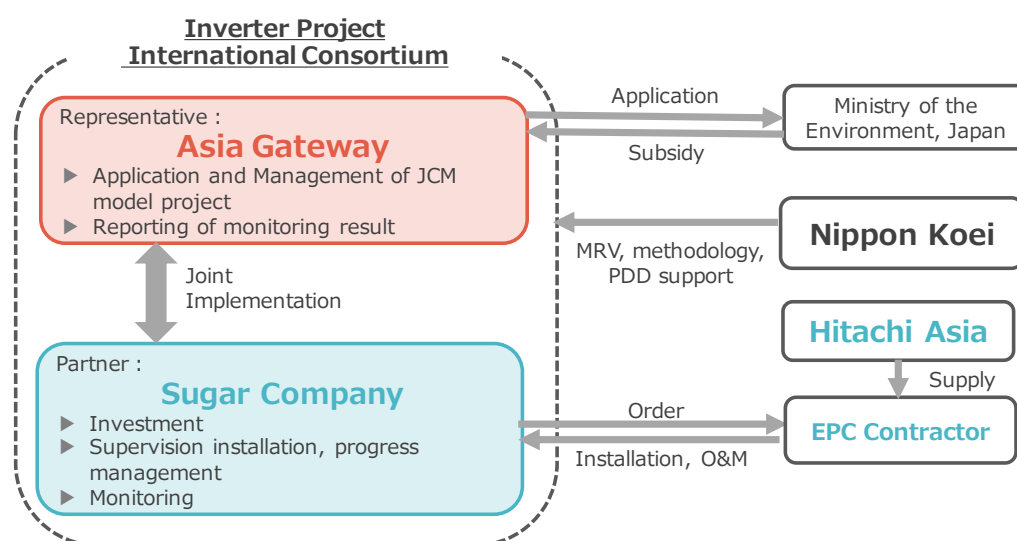 Inverter Project
International Consortium
Representative :
Asia Gateway
▶ Application and Management of JCM
model project
▶ Reporting of monitoring result
Application
Subsidy
Ministry of the
Environment, Japan
MRV, methodology,
PDD support
Nippon Koei
Joint
Implementation
Hitachi Asia
Supply
Partner :
Sugar Company
▶ Investment
▶ Supervision installation, progress
management
▶ Monitoring
Order
Installation, O&M
EPC Contractor